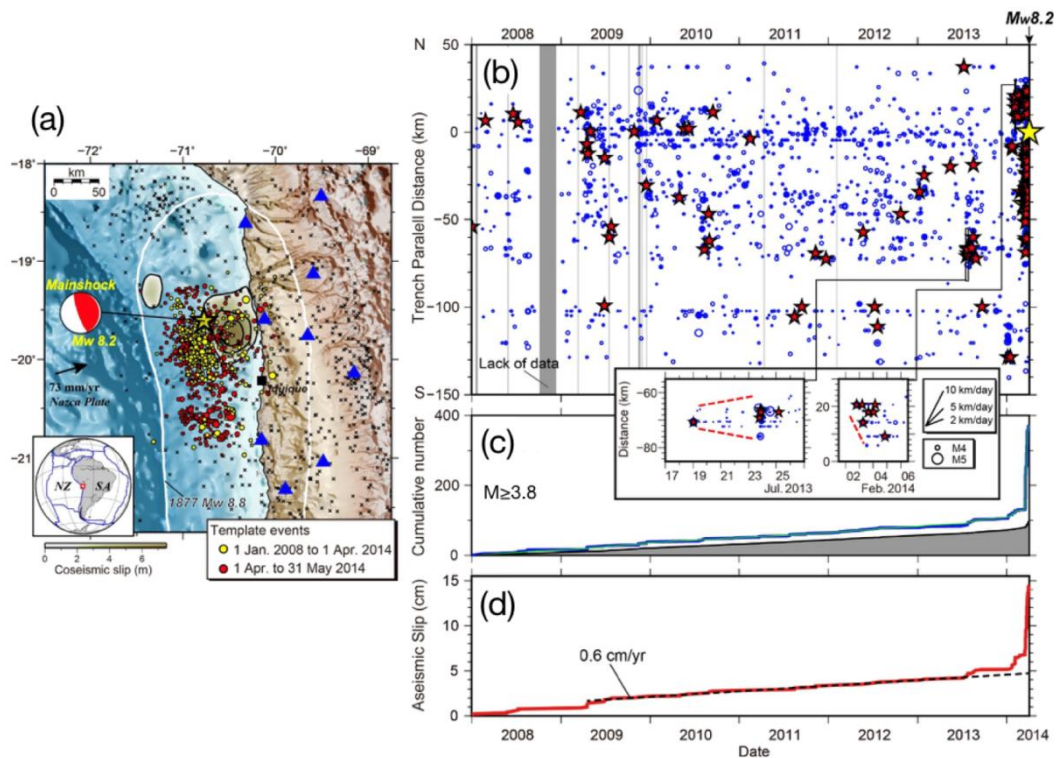 (a)
−72
−71
−70
−69
−18˚
−19˚
−20˚
−21˚
km
0
50
Mainshock
Mw 8.2
73 mm/yr
Nazca Plate
Iquique
1877 Mw 8.8
NZ
SA
0 2 4 6
Coseismic slip (m)
Template events
1 Jan. 2008 to 1 Apr. 2014
1 Apr. to 31 May 2014
Mw8.2
2008 2009 2010 2011 2012 2013
(b)
Trench Paralell Distance (km)
N
50
0
−50
−100
S −150
Lack of data
Distance (km)
−60
−80
17 19 21 23 25
Jul. 2013
20
0
02 04 06
Feb. 2014
10 km/day
5 km/day
2 km/day
M4
M5
(c)
Cumulative number
400
200
0
M≥3.8
(d)
Aseismic Slip (cm)
15
10
5
0
0.6 cm/yr
2008 2009 2010 2011 2012 2013 2014
Date